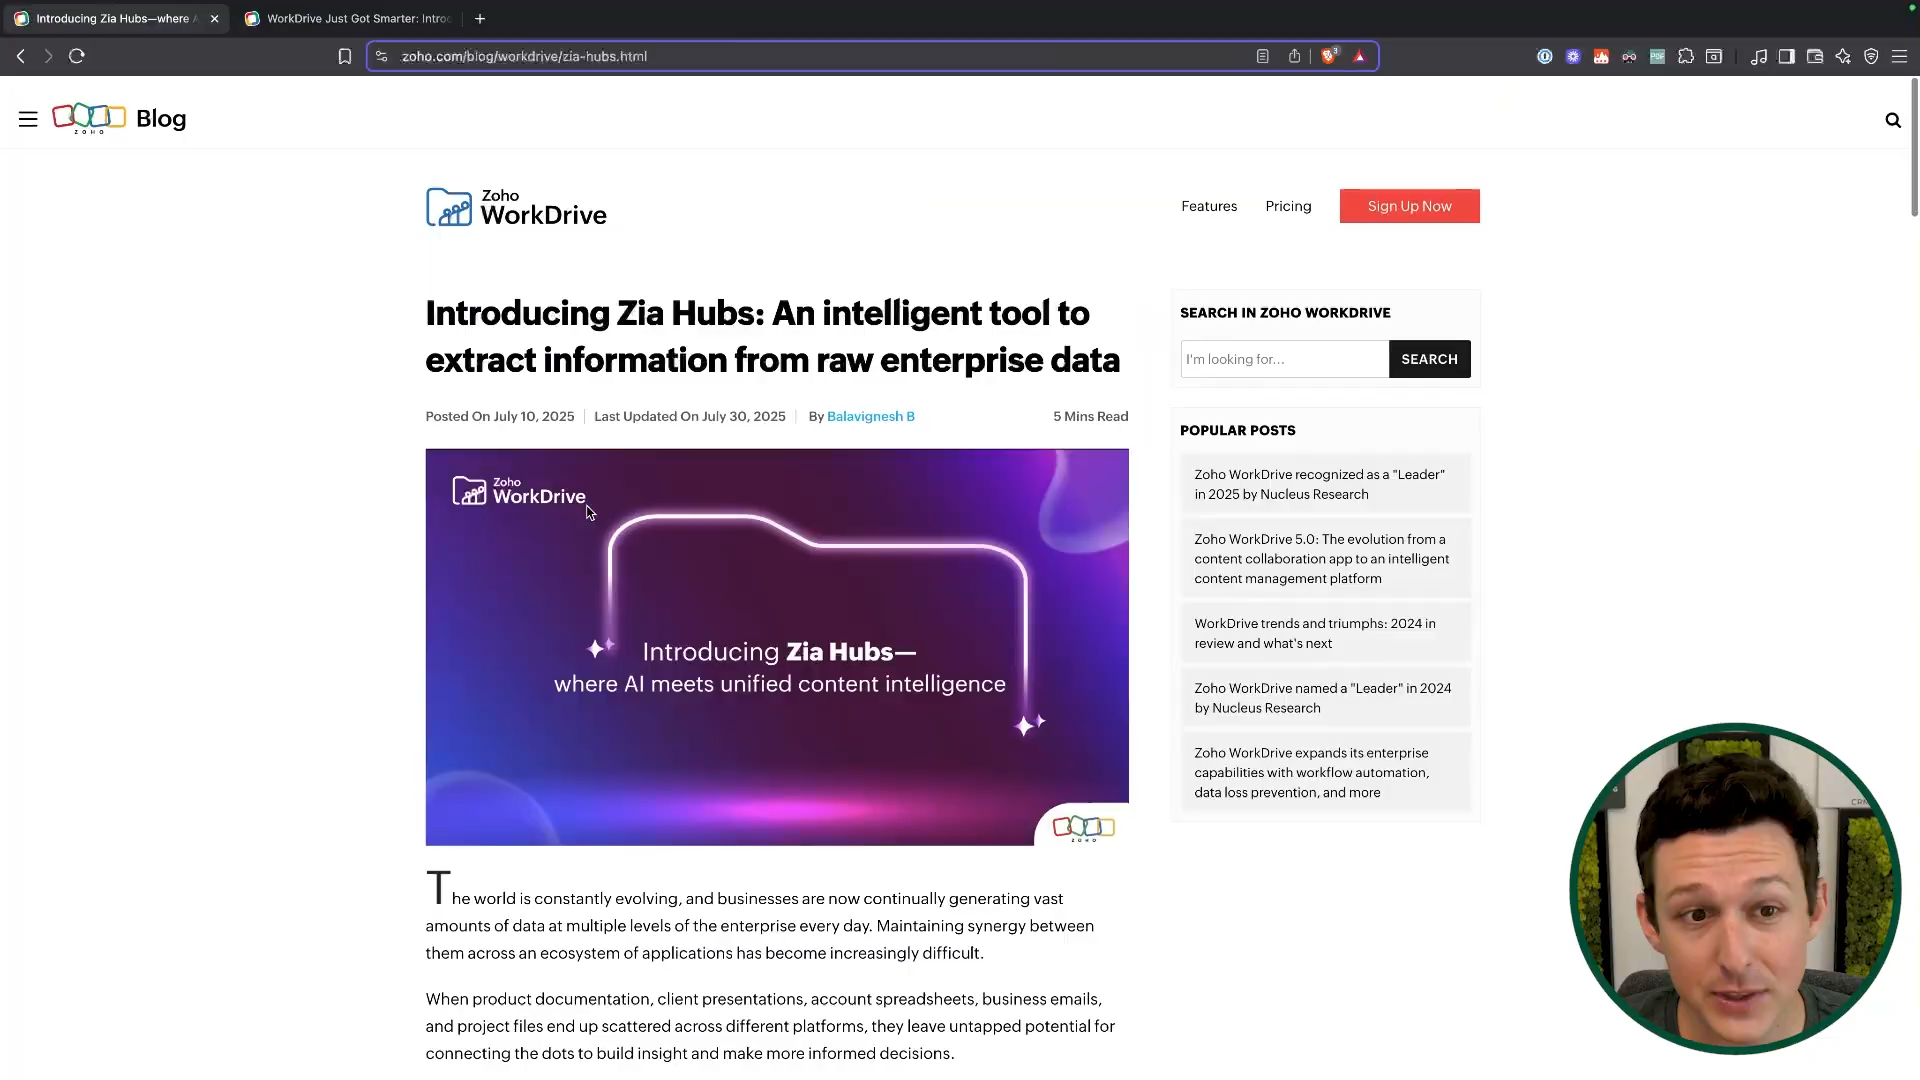 Introducing Zia Hubs—where A
WorkDrive Just Got Smarter: Intro
zoho.com/blog/workdrive/zia-hubs.html
3
PDF
ZOHO
Blog
Zoho
WorkDrive
Features
Pricing
Sign Up Now
Introducing Zia Hubs: An intelligent tool to
extract information from raw enterprise data
Posted On July 10, 2025
Last Updated On July 30, 2025
By Balavignesh B
5 Mins Read
Zoho
WorkDrive
Introducing Zia Hubs—
where AI meets unified content intelligence
ZOHO
The world is constantly evolving, and businesses are now continually generating vast
amounts of data at multiple levels of the enterprise every day. Maintaining synergy between
them across an ecosystem of applications has become increasingly difficult.
When product documentation, client presentations, account spreadsheets, business emails,
and project files end up scattered across different platforms, they leave untapped potential for
connecting the dots to build insight and make more informed decisions.
SEARCH IN ZOHO WORKDRIVE
I'm looking for...
SEARCH
POPULAR POSTS
Zoho WorkDrive recognized as a "Leader"
in 2025 by Nucleus Research
Zoho WorkDrive 5.0: The evolution from a
content collaboration app to an intelligent
content management platform
WorkDrive trends and triumphs: 2024 in
review and what's next
Zoho WorkDrive named a "Leader" in 2024
by Nucleus Research
Zoho WorkDrive expands its enterprise
capabilities with workflow automation,
data loss prevention, and more